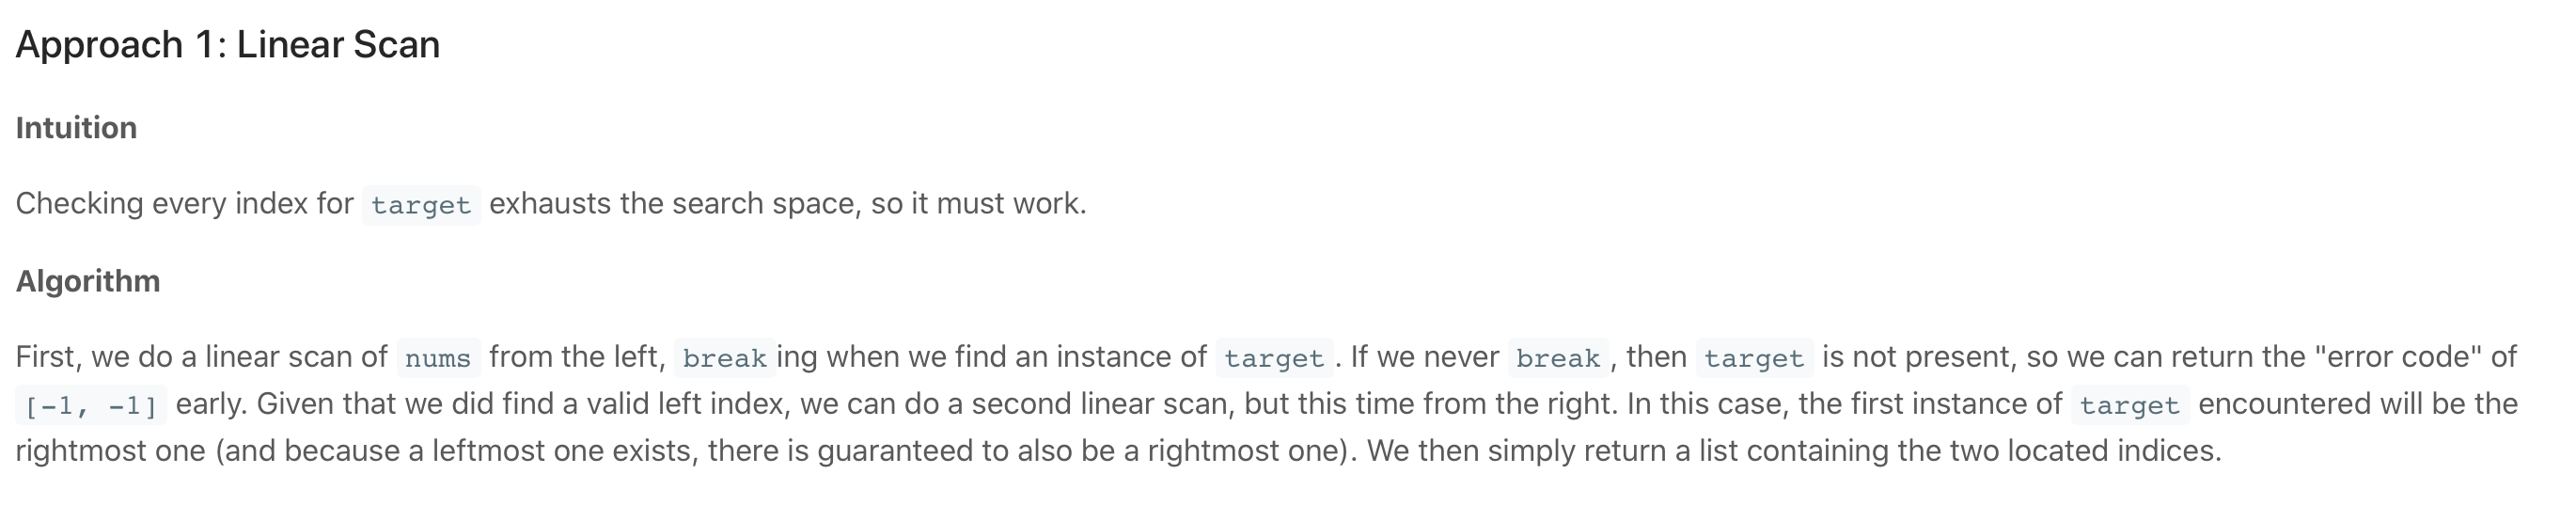 Approach 1: Linear Scan
Intuition
Checking every index for target exhausts the search space, so it must work.
Algorithm
First, we do a linear scan of nums from the left, breaking when we find an instance of target. If we never break, then target is not present, so we can return the "error code" of
[-1, -1] early. Given that we did find a valid left index, we can do a second linear scan, but this time from the right. In this case, the first instance of target encountered will be the
rightmost one (and because a leftmost one exists, there is guaranteed to also be a rightmost one). We then simply return a list containing the two located indices.